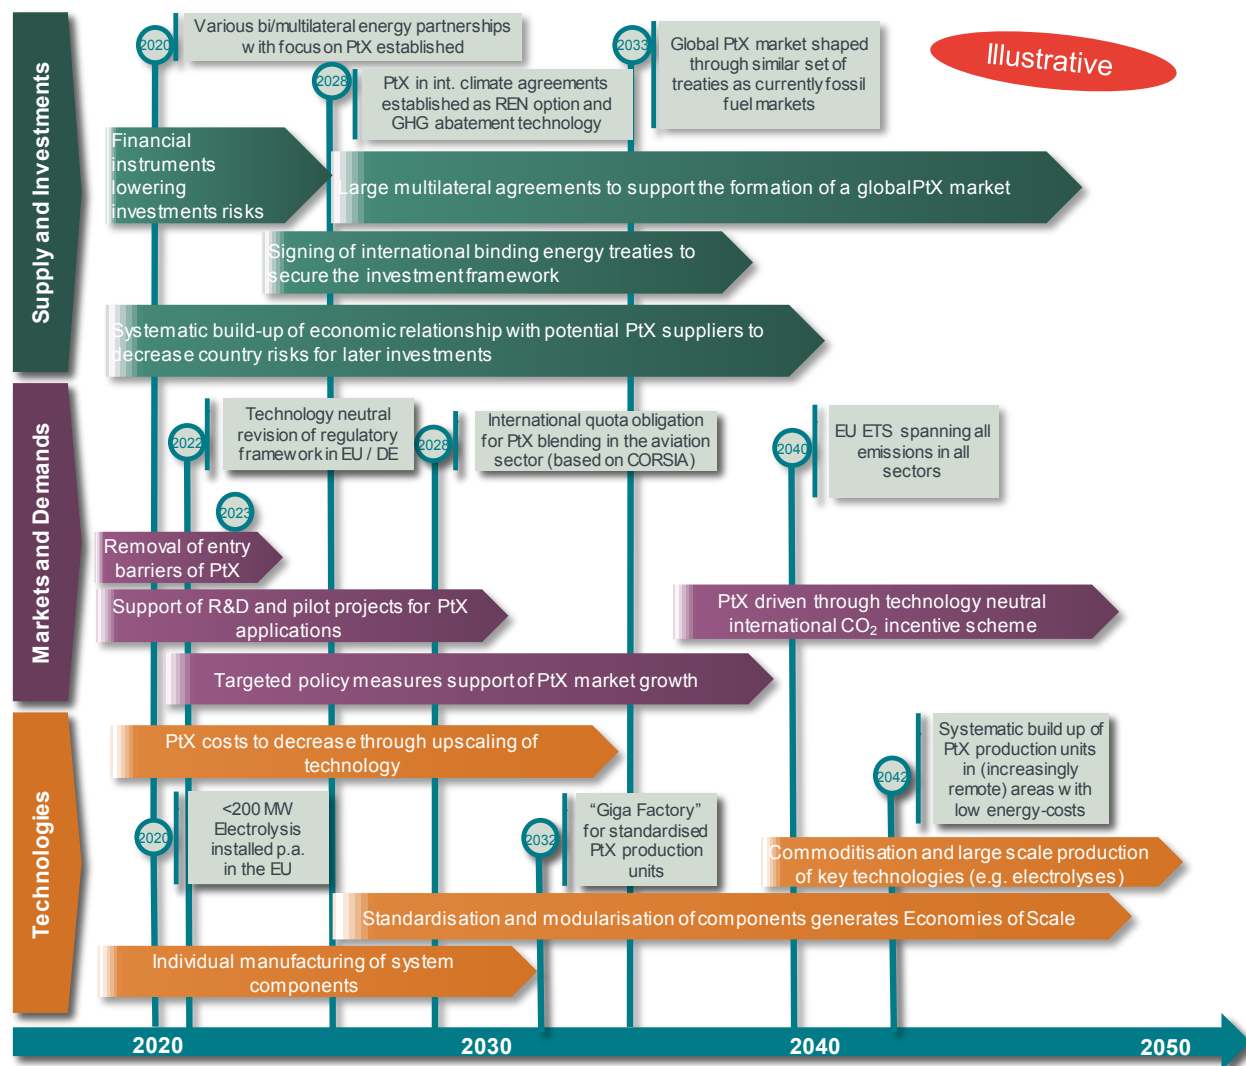 Illustrative
Supply and Investments
2020
Various bi/multilateral energy partnerships
with focus on PtX established
2028
PtX in int. climate agreements
established as REN option and
GHG abatement technology
2033
Global PtX market shaped
through similar set of
treaties as currently fossil
fuel markets
Financial
instruments
lowering
investments risks
Large multilateral agreements to support the formation of a global PtX market
Signing of international binding energy treaties to
secure the investment framework
Systematic build-up of economic relationship with potential PtX suppliers to
decrease country risks for later investments
Markets and Demands
2022
Technology neutral
revision of regulatory
framework in EU / DE
2028
International quota obligation
for PtX blending in the aviation
sector (based on CORSIA)
2040
EU ETS spanning all
emissions in all
sectors
2023
Removal of entry
barriers of PtX
Support of R&D and pilot projects for PtX
applications
PtX driven through technology neutral
international CO₂ incentive scheme
Targeted policy measures support of PtX market growth
Technologies
PtX costs to decrease through upscaling of
technology
2020
<200 MW
Electrolysis
installed p.a.
in the EU
2032
“Giga Factory”
for standardised
PtX production
units
2042
Systematic build up of
PtX production units
in (increasingly
remote) areas with
low energy-costs
Commoditisation and large scale production
of key technologies (e.g. electrolyses)
Standardisation and modularisation of components generates Economies of Scale
Individual manufacturing of system
components
2020
2030
2040
2050